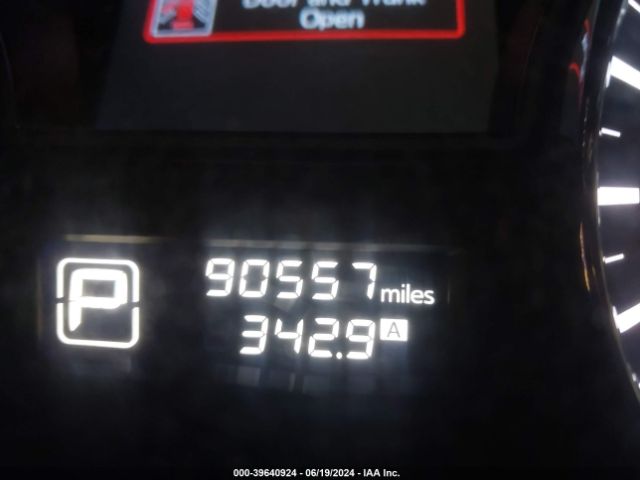 Door and Trunk
Open
P
90557 miles
342.9 A
000-39640924 - 06/19/2024 - IAA Inc.